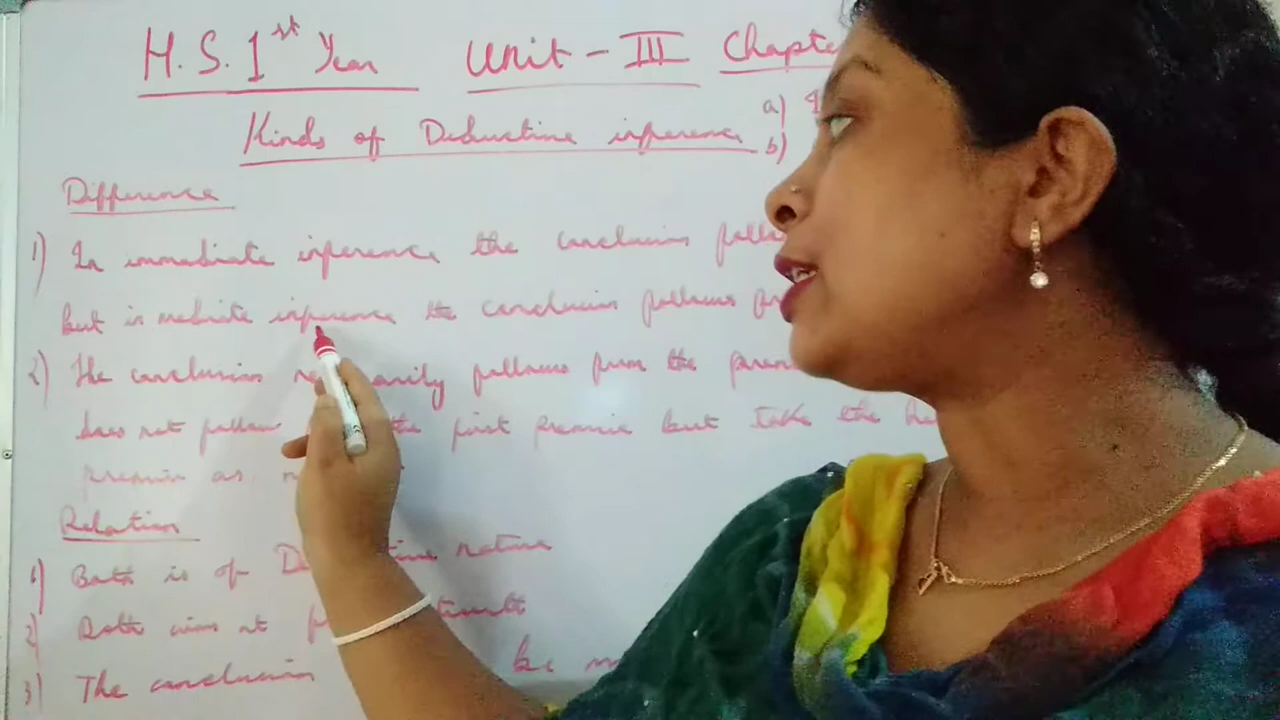 H.S. 1st Year Unit - III Chapte
a)
Kinds of Deductive inference b)
Difference
1) In immediate inference the conclusion follo
but in mediate inference the conclusion follows fr
2) The conclusion follows from the prem
does not follow the first premise but take the he
premise as
Relation
1) Both is of De tive nature
2) Both aims at f
3) The conclusion be m